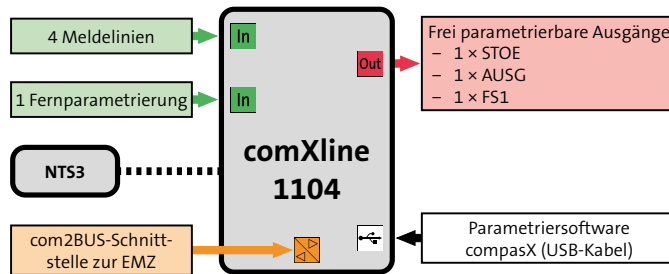 4 Meldelinien
In
1 Fernparametrierung
In
NTS3
com2BUS-Schnitt-
stelle zur EMZ
comXline
1104
Out
Frei parametrierbare Ausgänge
– 1 × STOE
– 1 × AUSG
– 1 × FS1
Parametriersoftware
compasX (USB-Kabel)